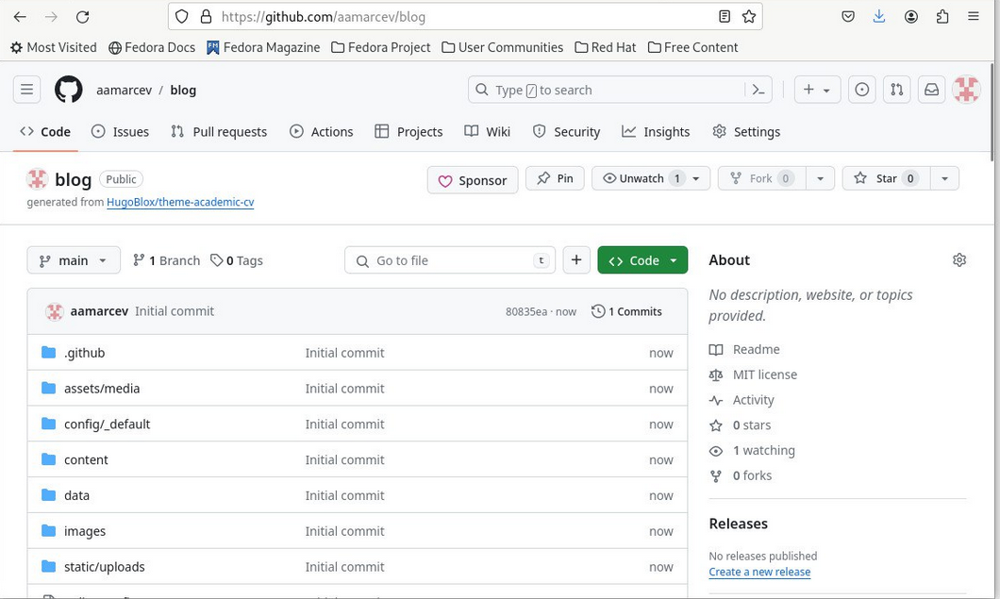 https://github.com/aamarcev/blog
Most Visited Fedora Docs FM Fedora Magazine Fedora Project User Communities Red Hat Free Content
aamarcev / blog Type / to search
Code Issues Pull requests Actions Projects Wiki Security Insights Settings
blog Public Sponsor Pin Unwatch 1 Fork 0 Star 0
generated from HugoBlox/theme-academic-cv
main 1 Branch 0 Tags Go to file t + Code About
No description, website, or topics
provided.
aamarcev Initial commit 80835ea · now 1 Commits
.github Initial commit now
assets/media Initial commit now
config/_default Initial commit now
content Initial commit now
data Initial commit now
images Initial commit now
static/uploads Initial commit now
Readme
MIT license
Activity
0 stars
1 watching
0 forks
Releases
No releases published
Create a new release